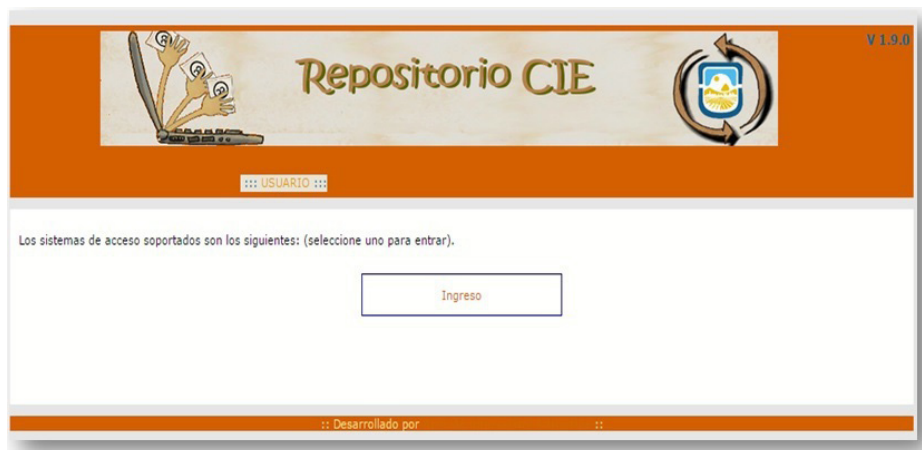 Repositorio CIE
V 1.9.0
::: USUARIO :::
Los sistemas de acceso soportados son los siguientes: (seleccione uno para entrar).
Ingreso
:: Desarrollado por ::